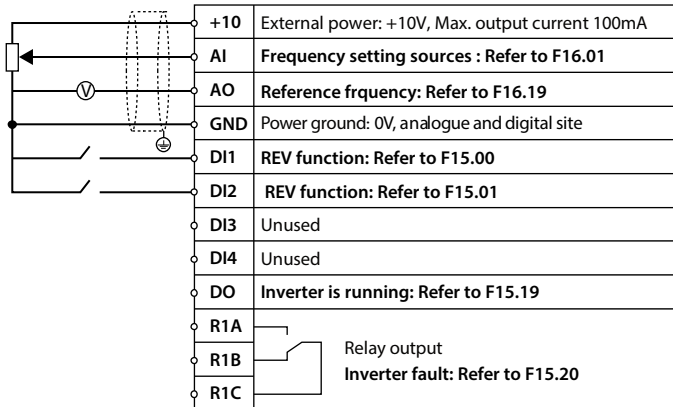 +10 External power: +10V, Max. output current 100mA
AI Frequency setting sources : Refer to F16.01
V
AO Reference frquency: Refer to F16.19
GND Power ground: 0V, analogue and digital site
DI1 REV function: Refer to F15.00
DI2 REV function: Refer to F15.01
DI3 Unused
DI4 Unused
DO Inverter is running: Refer to F15.19
R1A
Relay output
R1B
Inverter fault: Refer to F15.20
R1C